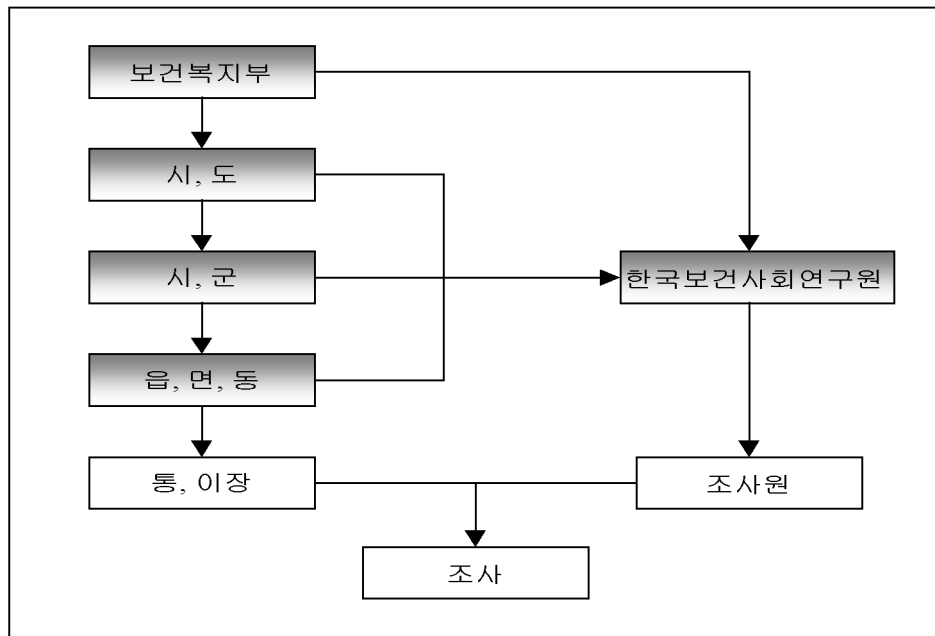 보건복지부
시, 도
시, 군
한국보건사회연구원
읍, 면, 동
통, 이장
조사원
조사